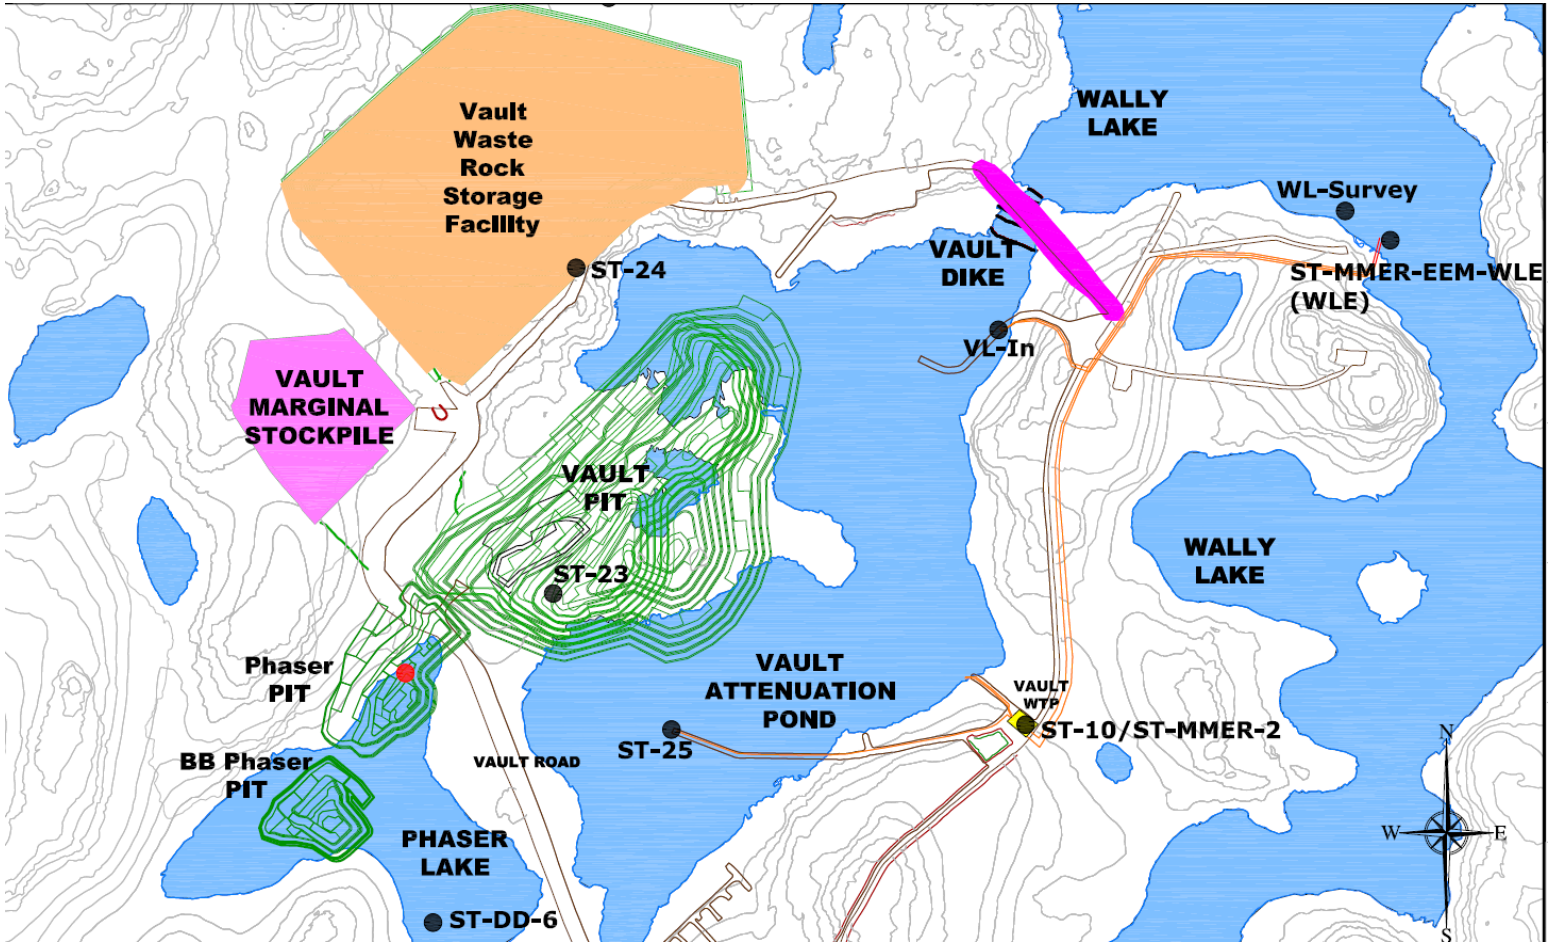 Vault
Waste
Rock
Storage
Facility
WALLY
LAKE
WL-Survey
ST-24
VAULT
DIKE
ST-MMER-EEM-WLE
(WLE)
VL-In
VAULT
MARGINAL
STOCKPILE
VAULT
PIT
ST-23
WALLY
LAKE
Phaser
PIT
VAULT
ATTENUATION
POND
VAULT
WTP
ST-10/ST-MMER-2
ST-25
BB Phaser
PIT
VAULT ROAD
PHASER
LAKE
ST-DD-6
N
W
E
S